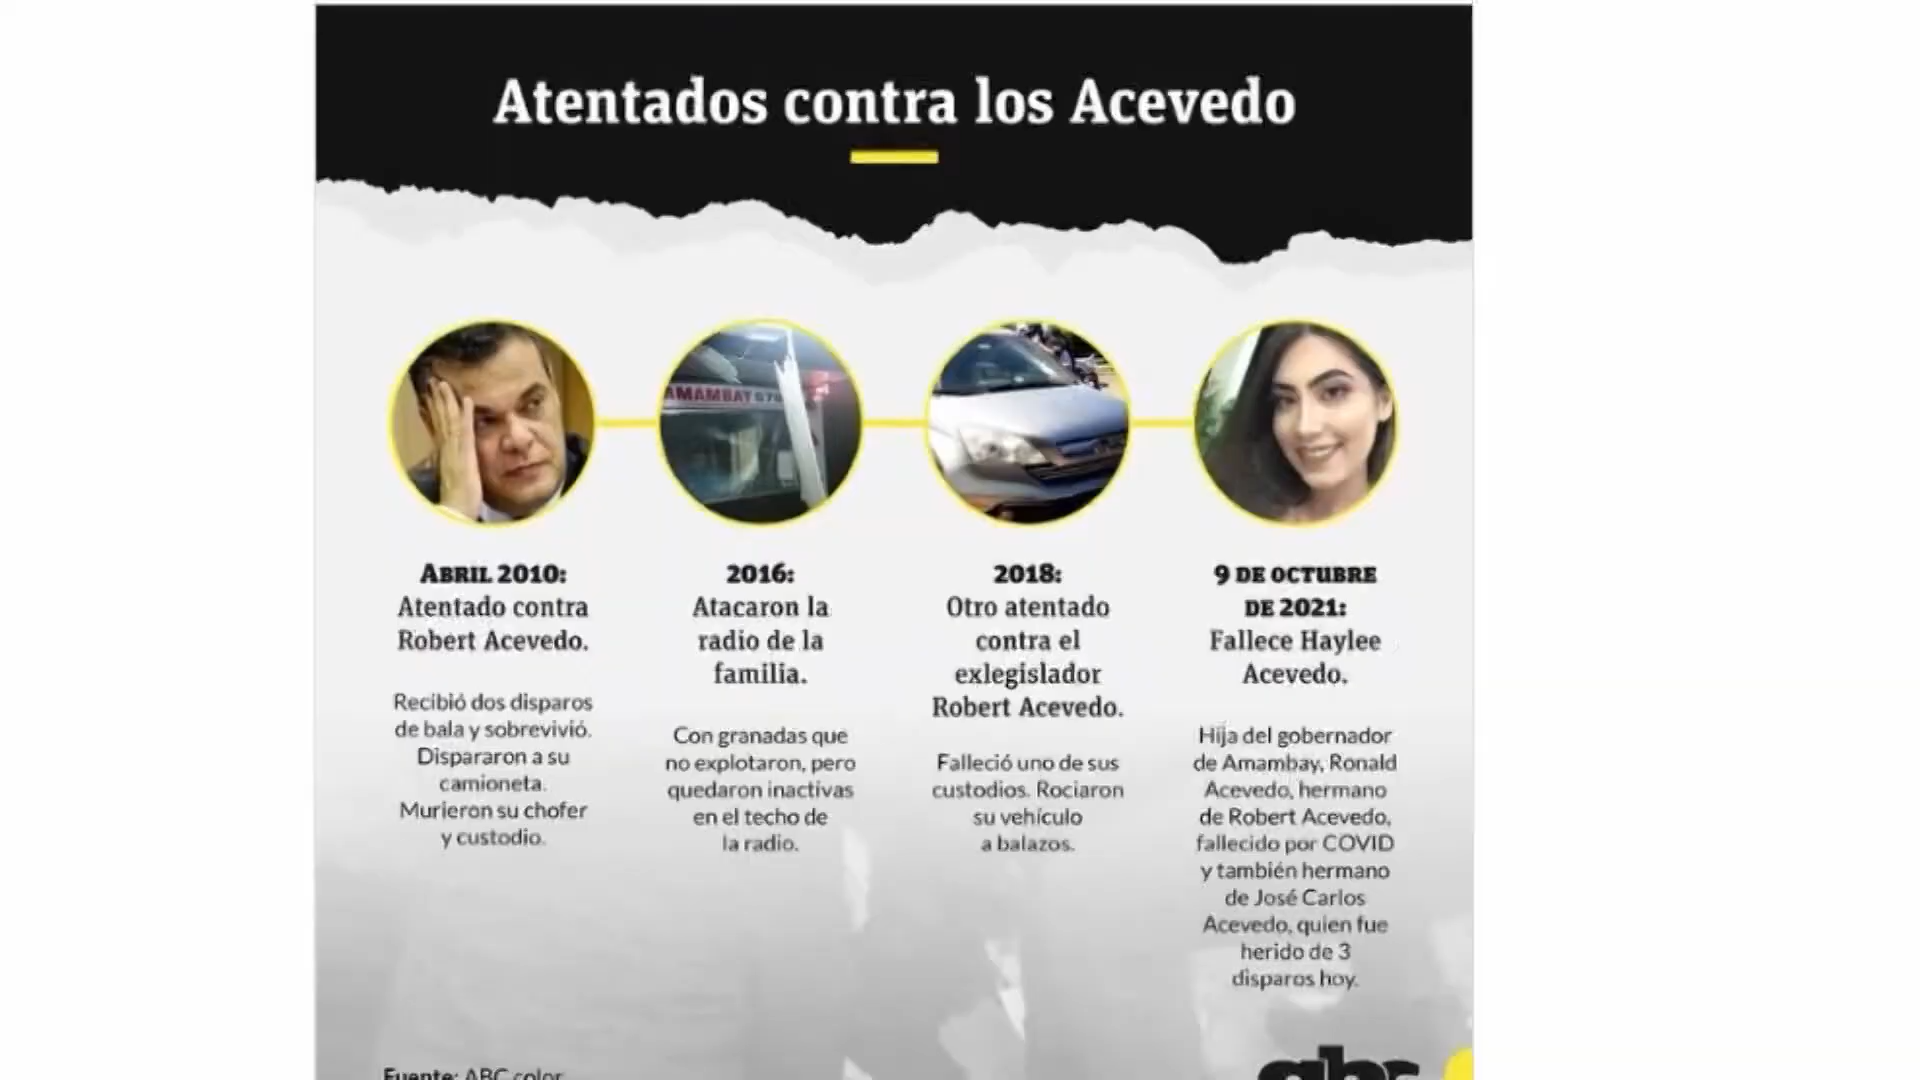 Atentados contra los Acevedo
AMAMBAY 570
ABRIL 2010:
Atentado contra
Robert Acevedo.
Recibió dos disparos
de bala y sobrevivió.
Dispararon a su
camioneta.
Murieron su chofer
y custodio.
2016:
Atacaron la
radio de la
familia.
Con granadas que
no explotaron, pero
quedaron inactivas
en el techo de
la radio.
2018:
Otro atentado
contra el
exlegislador
Robert Acevedo.
Falleció uno de sus
custodios. Rociaron
su vehículo
a balazos.
9 DE OCTUBRE
DE 2021:
Fallece Haylee
Acevedo.
Hija del gobernador
de Amambay, Ronald
Acevedo, hermano
de Robert Acevedo,
fallecido por COVID
y también hermano
de José Carlos
Acevedo, quien fue
herido de 3
disparos hoy.
Fuente: ABC color
abc